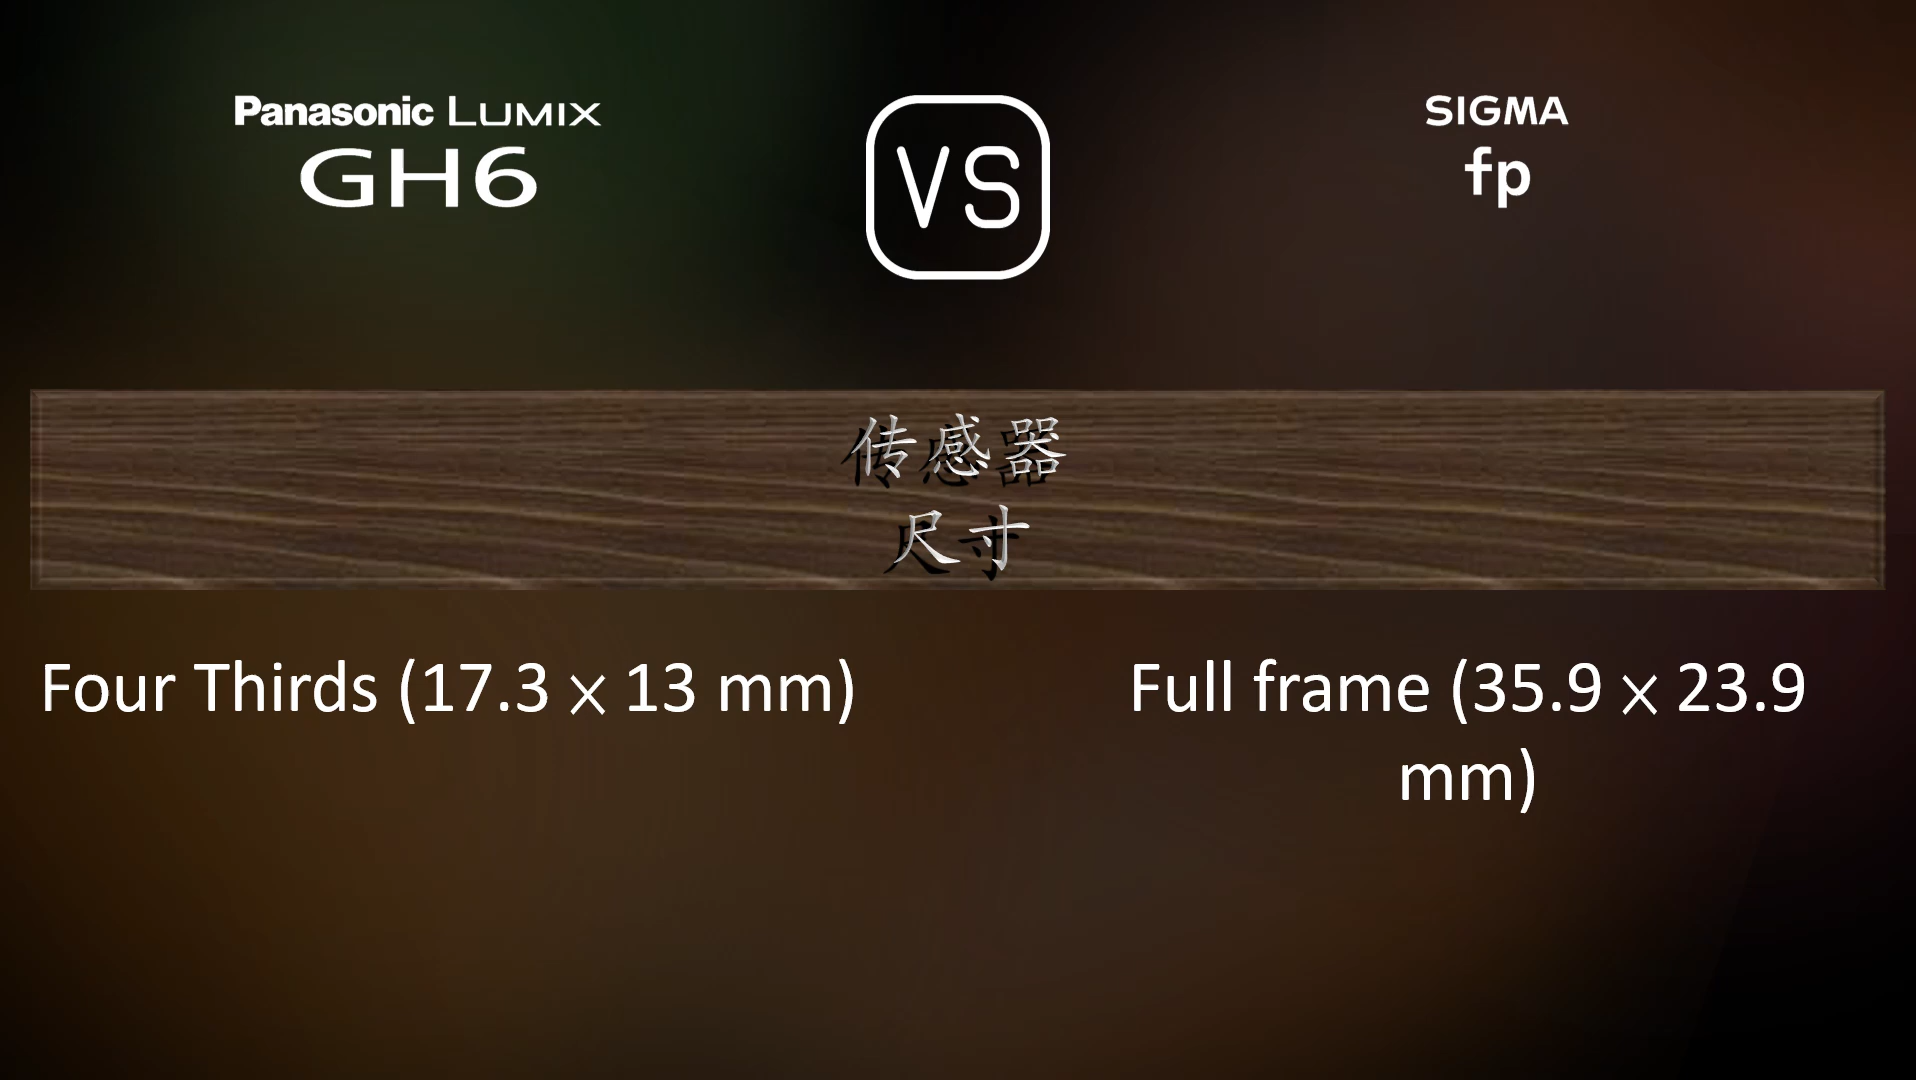 Panasonic LUMIX
GH6
VS
SIGMA
fp
传感器
尺寸
Four Thirds (17.3 x 13 mm)
Full frame (35.9 x 23.9
mm)